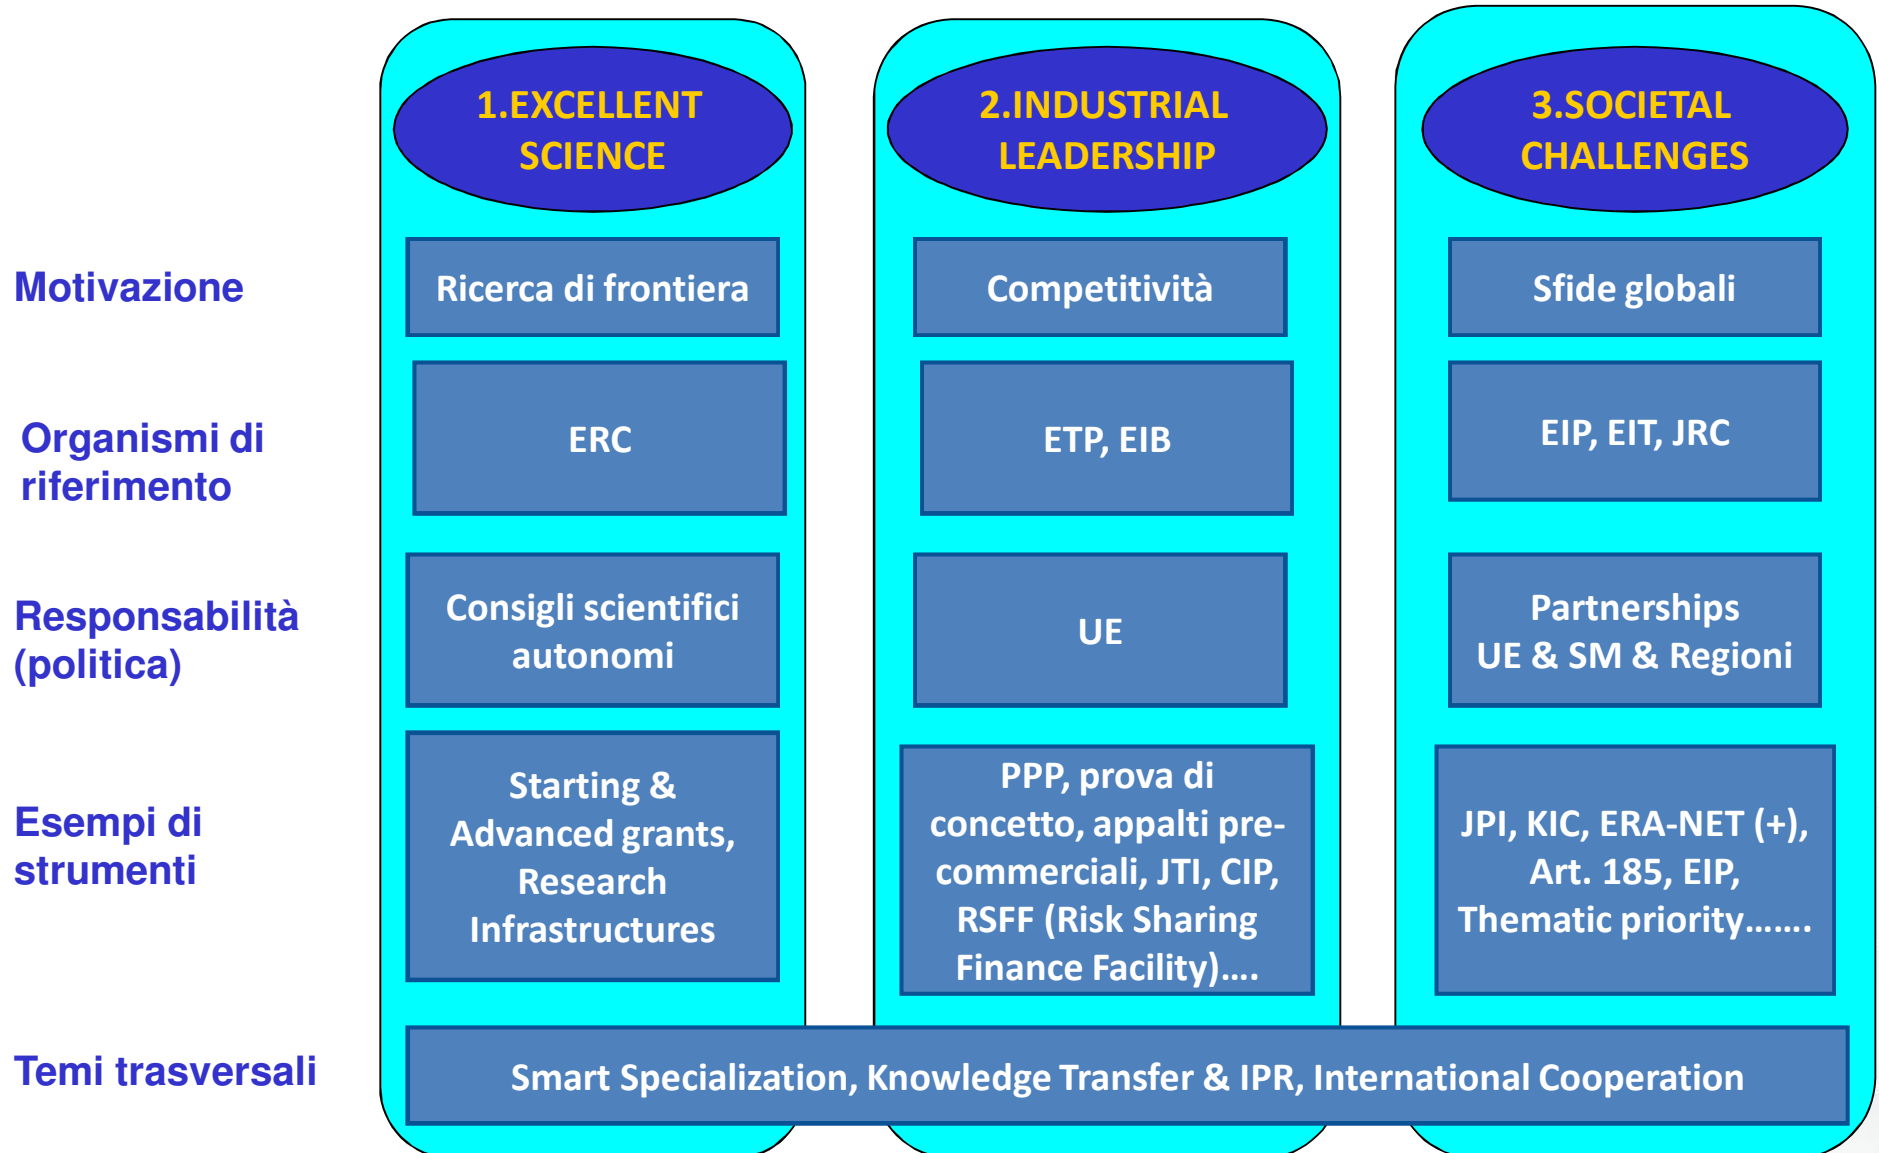 1.EXCELLENT
SCIENCE
2.INDUSTRIAL
LEADERSHIP
3.SOCIETAL
CHALLENGES
Motivazione
Ricerca di frontiera
Competitività
Sfide globali
Organismi di
riferimento
ERC
ETP, EIB
EIP, EIT, JRC
Responsabilità
(politica)
Consigli scientifici
autonomi
UE
Partnerships
UE & SM & Regioni
Esempi di
strumenti
Starting &
Advanced grants,
Research
Infrastructures
PPP, prova di
concetto, appalti pre-
commerciali, JTI, CIP,
RSFF (Risk Sharing
Finance Facility)….
JPI, KIC, ERA-NET (+),
Art. 185, EIP,
Thematic priority…….
Temi trasversali
Smart Specialization, Knowledge Transfer & IPR, International Cooperation